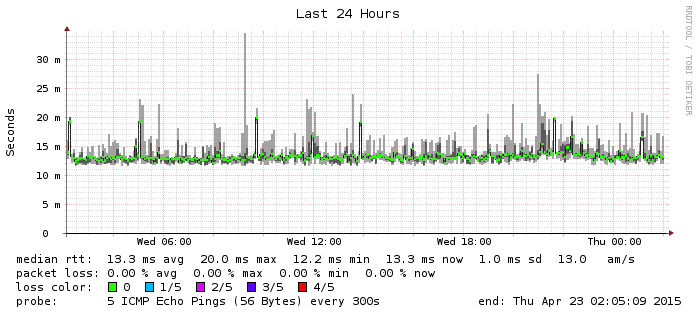 Last 24 Hours
RRDTOOL / TOBI OETIKER
Seconds
30 m
25 m
20 m
15 m
10 m
5 m
0
Wed 06:00 Wed 12:00 Wed 18:00 Thu 00:00
median rtt: 13.3 ms avg 20.0 ms max 12.2 ms min 13.3 ms now 1.0 ms sd 13.0 am/s
packet loss: 0.00 % avg 0.00 % max 0.00 % min 0.00 % now
loss color: 0 1/5 2/5 3/5 4/5
probe: 5 ICMP Echo Pings (56 Bytes) every 300s end: Thu Apr 23 02:05:09 2015